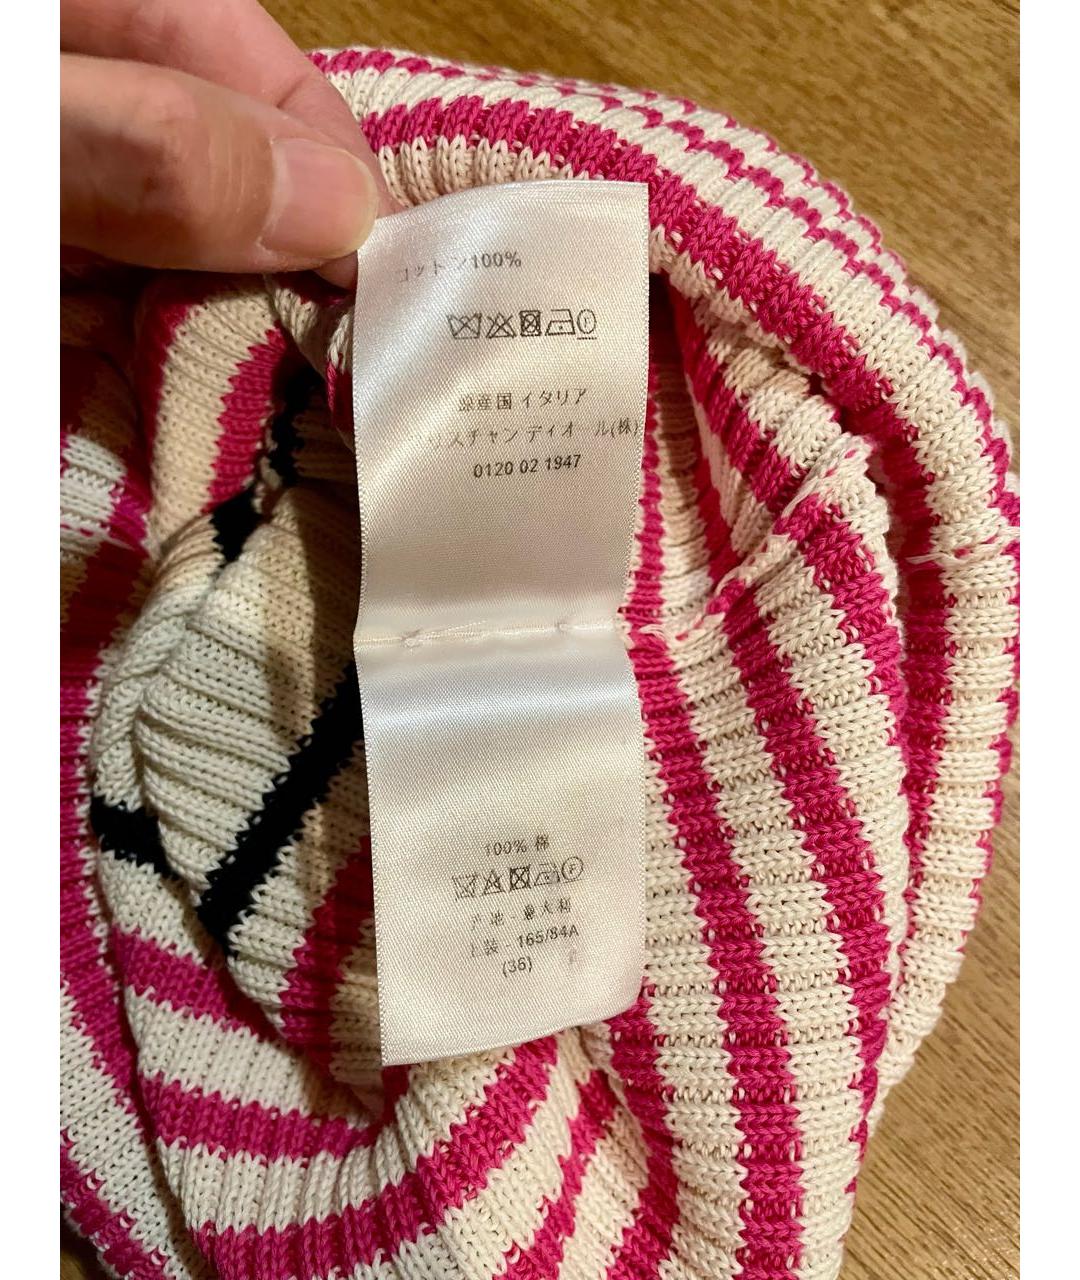 コットン100%
原産国 イタリア
リスチャン ディオール(株)
0120 02 1947
100% 棉
产地 - 意大利
上装 - 165/84A
(36)